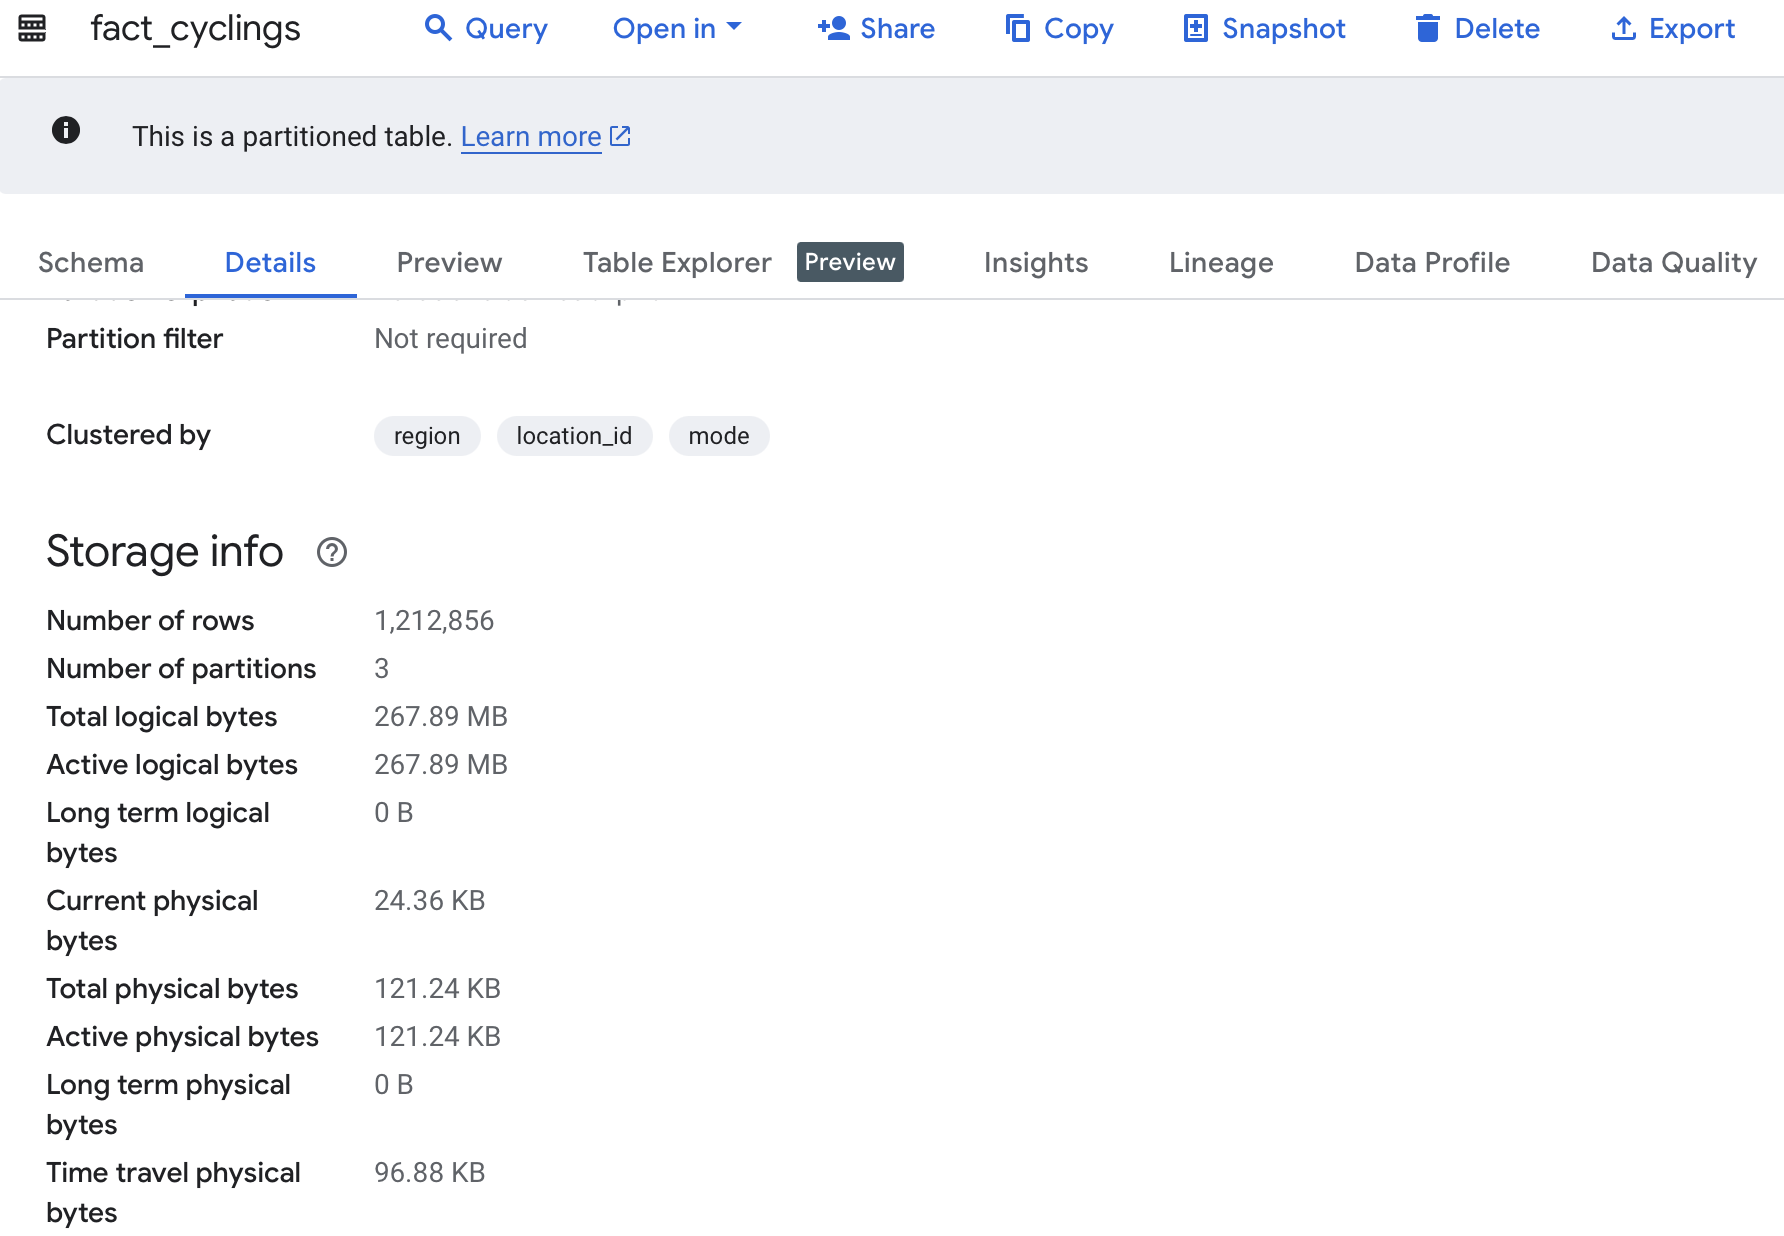 fact_cyclings Query Open in Share Copy Snapshot Delete Export
This is a partitioned table. Learn more
Schema Details Preview Table Explorer Preview Insights Lineage Data Profile Data Quality
Partition filter Not required
Clustered by region location_id mode
Storage info
Number of rows 1,212,856
Number of partitions 3
Total logical bytes 267.89 MB
Active logical bytes 267.89 MB
Long term logical 0 B
bytes
Current physical 24.36 KB
bytes
Total physical bytes 121.24 KB
Active physical bytes 121.24 KB
Long term physical 0 B
bytes
Time travel physical 96.88 KB
bytes